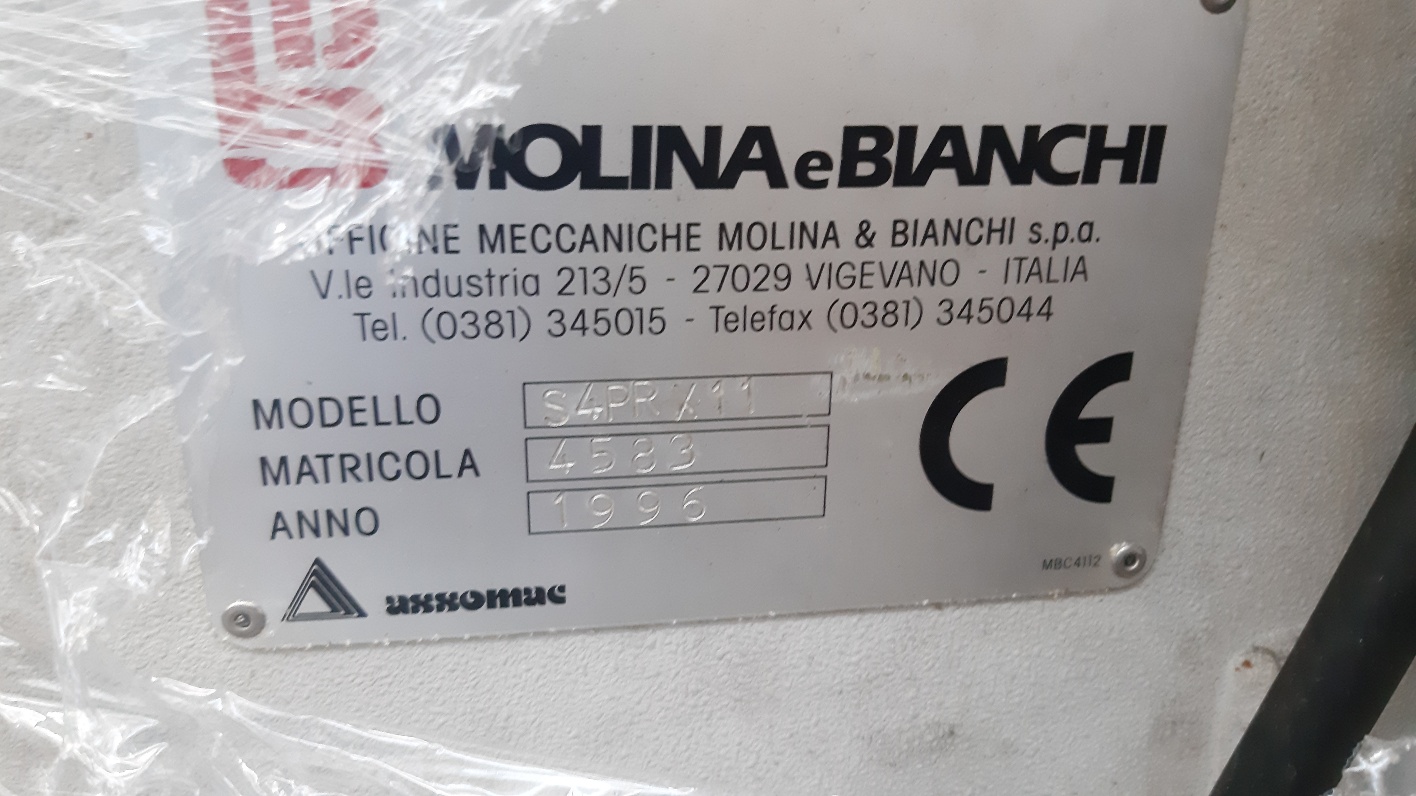 MOLINA e BIANCHI
OFFICINE MECCANICHE MOLINA & BIANCHI s.p.a.
V.le industria 213/5 - 27029 VIGEVANO - ITALIA
Tel. (0381) 345015 - Telefax (0381) 345044
MODELLO S4PR X11
MATRICOLA 4583
ANNO 1996
CE
MBC4112
assomac